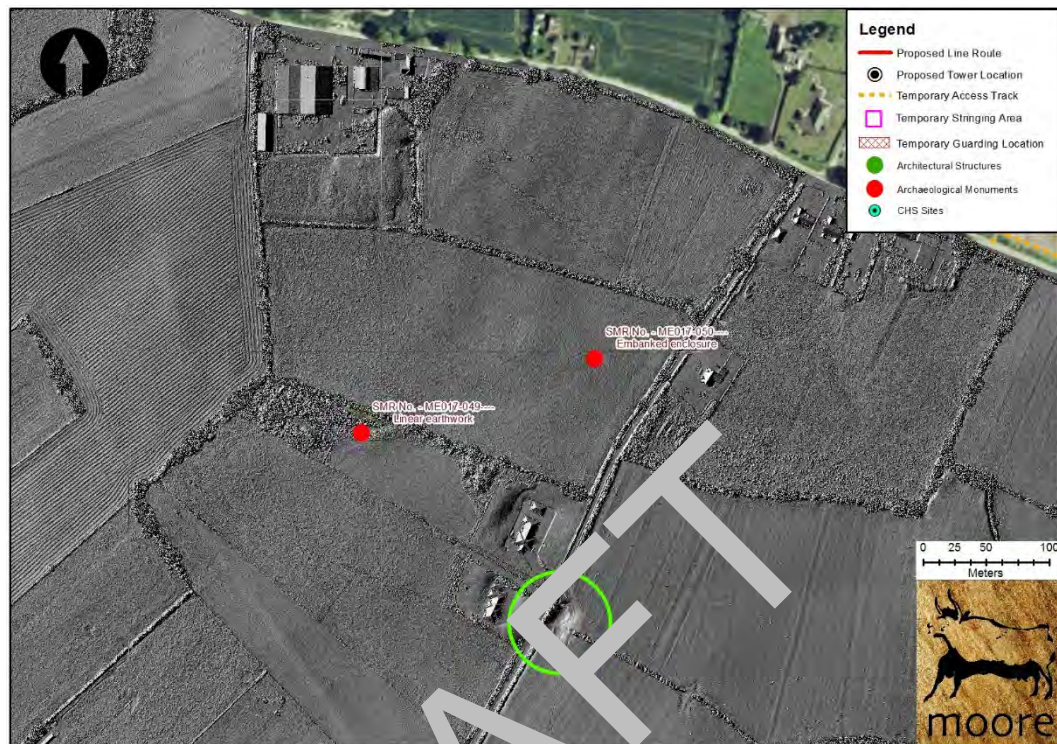 Legend
Proposed Line Route
Proposed Tower Location
Temporary Access Track
Temporary Stringing Area
Temporary Guarding Location
Architectural Structures
Archaeological Monuments
CHS Sites
SMR No. - ME017-050----
Embanked enclosure
SMR No. - ME017-049----
Linear earthwork
0 25 50 100
Meters
moore
AFT